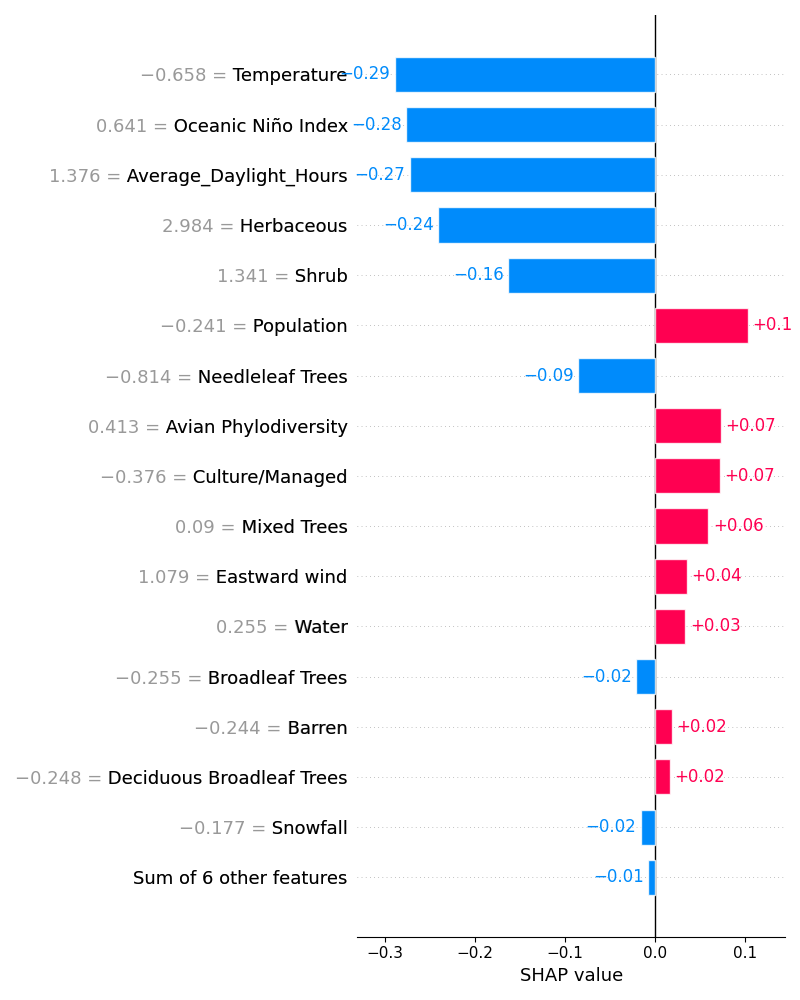 −0.658 = Temperature −0.29
0.641 = Oceanic Niño Index −0.28
1.376 = Average_Daylight_Hours −0.27
2.984 = Herbaceous −0.24
1.341 = Shrub −0.16
−0.241 = Population +0.1
−0.814 = Needleleaf Trees −0.09
0.413 = Avian Phylodiversity +0.07
−0.376 = Culture/Managed +0.07
0.09 = Mixed Trees +0.06
1.079 = Eastward wind +0.04
0.255 = Water +0.03
−0.255 = Broadleaf Trees −0.02
−0.244 = Barren +0.02
−0.248 = Deciduous Broadleaf Trees +0.02
−0.177 = Snowfall −0.02
Sum of 6 other features −0.01
−0.3 −0.2 −0.1 0.0 0.1
SHAP value